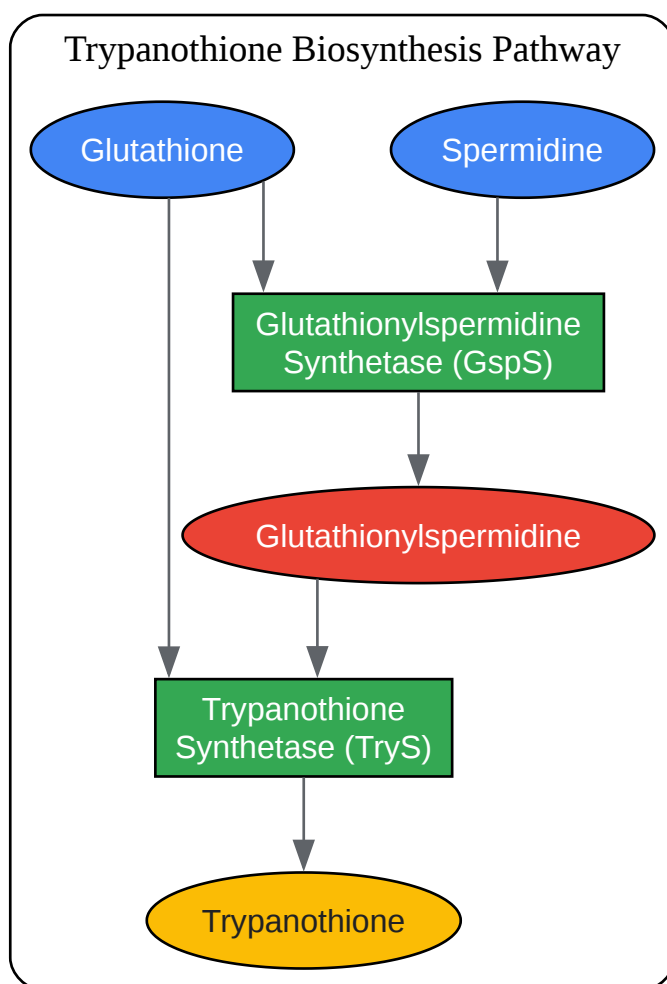 Trypanothione Biosynthesis Pathway
Glutathione
Spermidine
Glutathionylspermidine
Synthetase (GspS)
Glutathionylspermidine
Trypanothione
Synthetase (TryS)
Trypanothione